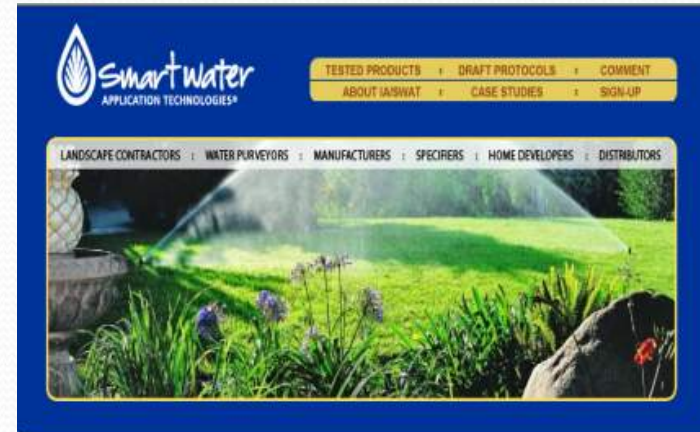 Smart Water
APPLICATION TECHNOLOGIES®
TESTED PRODUCTS : DRAFT PROTOCOLS : COMMENT
ABOUT IA/SWAT : CASE STUDIES : SIGN-UP
LANDSCAPE CONTRACTORS : WATER PURVEYORS : MANUFACTURERS : SPECIFIERS : HOME DEVELOPERS : DISTRIBUTORS